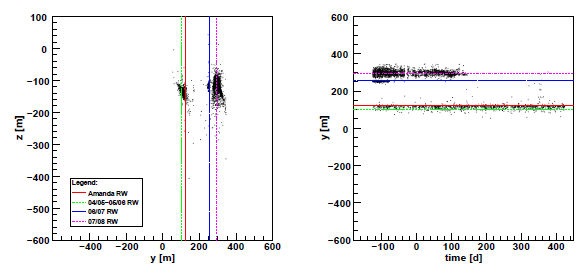 100
0
−100
−200
−300
−400
−500
−600
z [m]
−400 −200 0 200 400 600
y [m]
Legend:
Amanda RW
04/05−05/06 RW
06/07 RW
07/08 RW
600
400
200
0
−200
−400
−600
y [m]
−100 0 100 200 300 400
time [d]